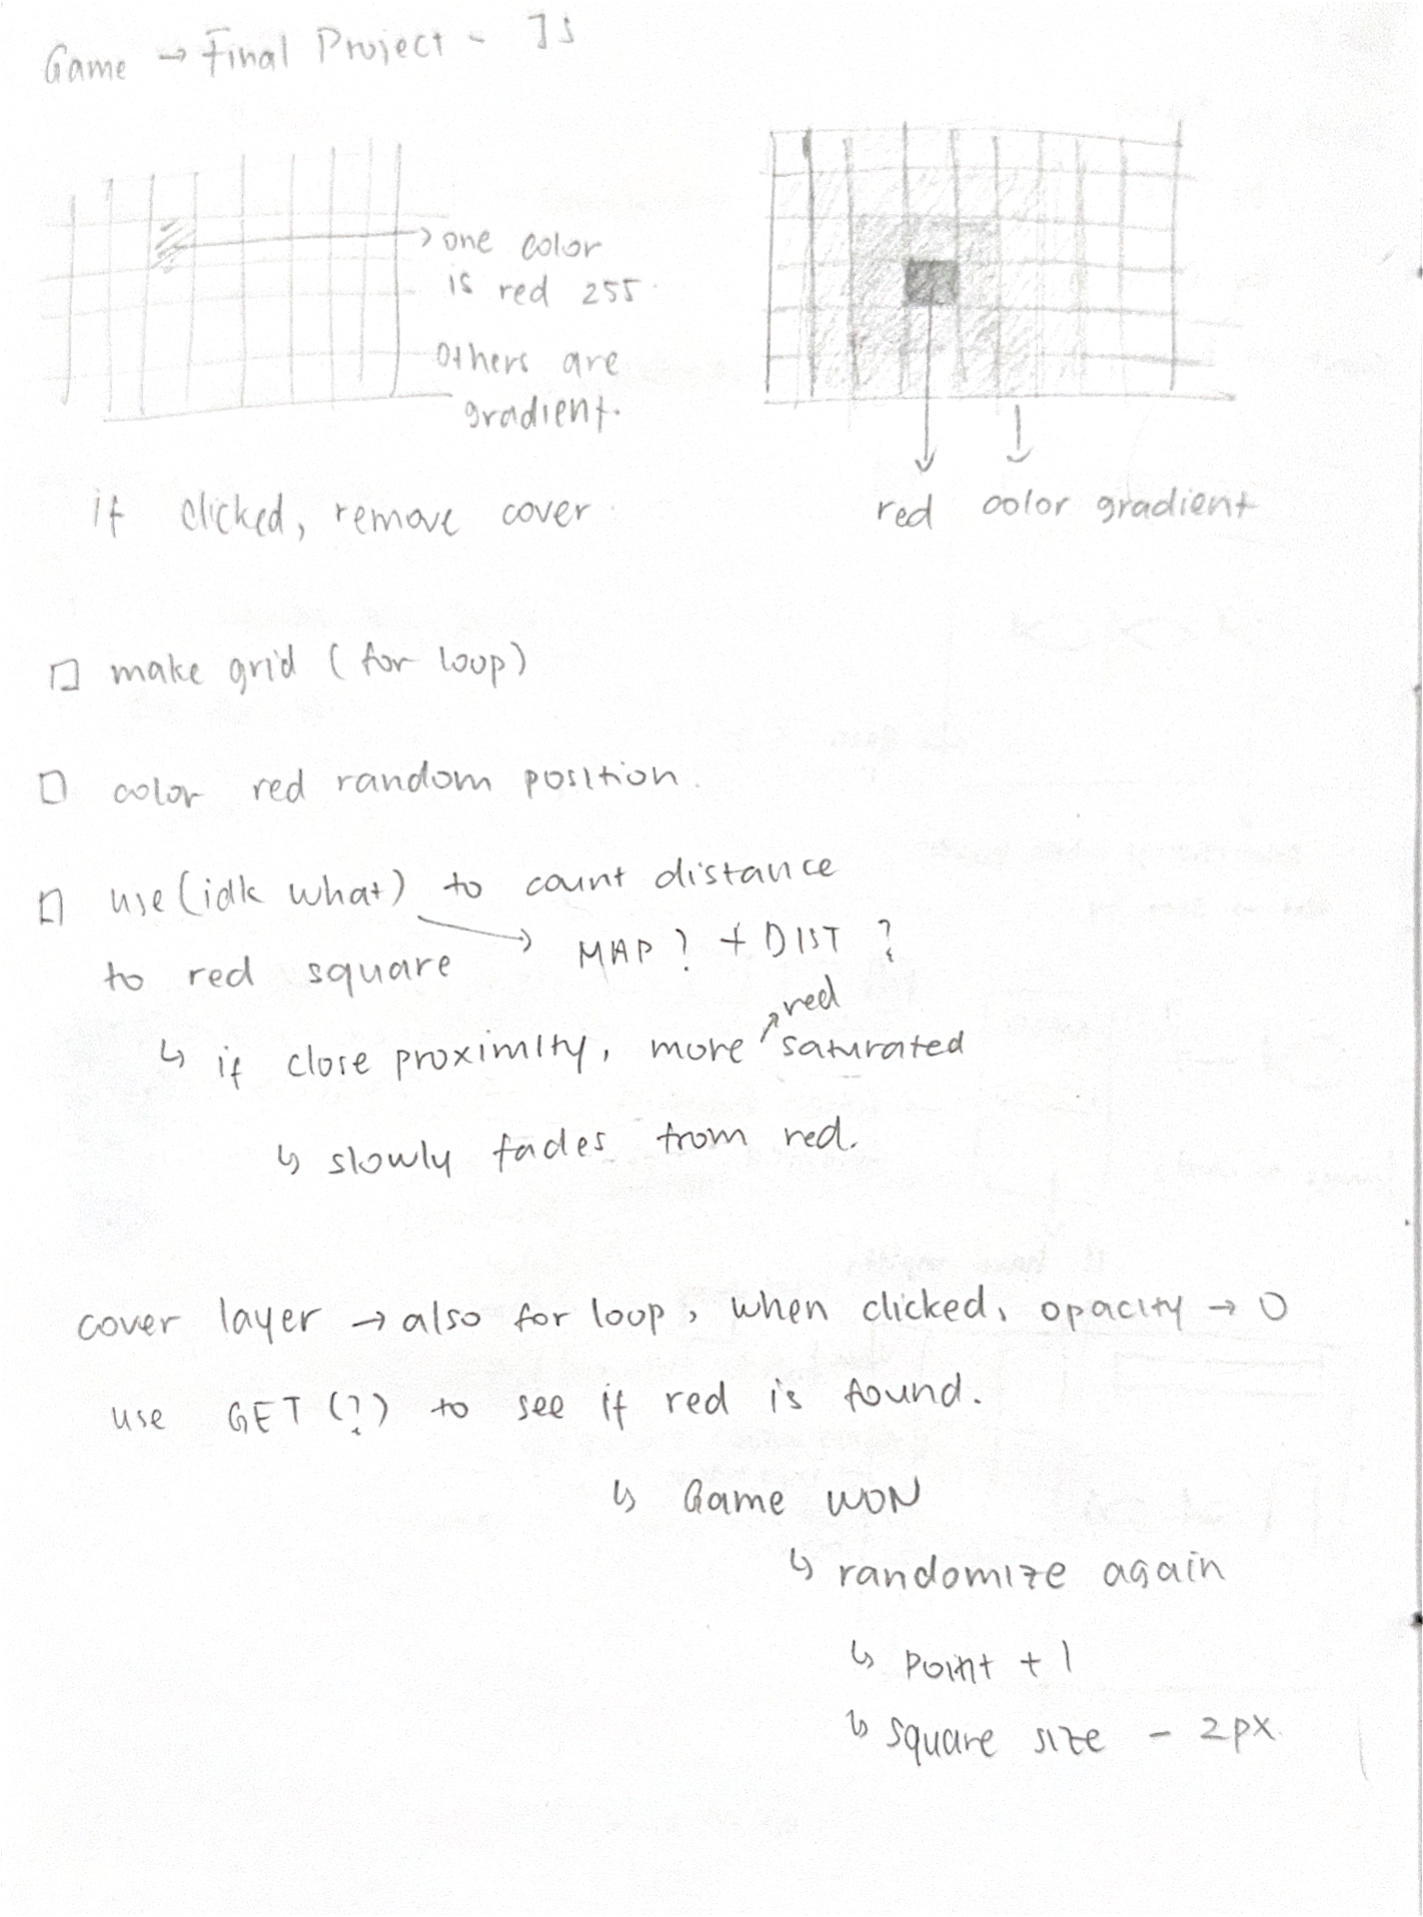 Game → Final Project - JS
→ one color
is red 255
others are
gradient.
if clicked, remove cover
red color gradient
make grid (for loop)
color red random position.
use (idk what) to count distance
→ MAP? + DIST?
to red square
red
↳ if close proximity, more saturated
↳ slowly fades from red.
cover layer → also for loop, when clicked, opacity → 0
use GET (?) to see if red is found.
↳ Game WON
↳ randomize again
↳ point + 1
↳ square size - 2px